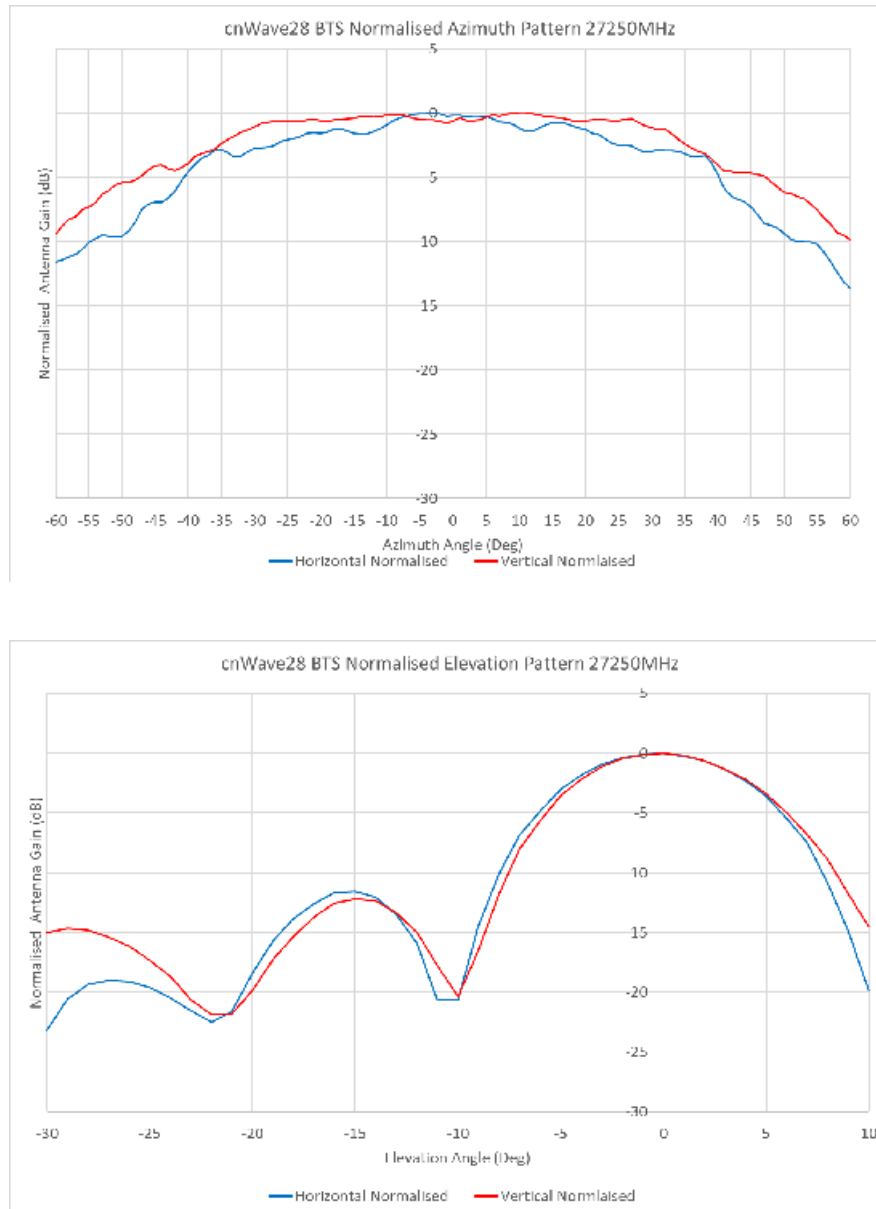 cnWave28 BTS Normalised Azimuth Pattern 27250MHz
Normalised Antenna Gain (dB)
5
0
-5
-10
-15
-20
-25
-30
-60 -55 -50 -45 -40 -35 -30 -25 -20 -15 -10 -5 0 5 10 15 20 25 30 35 40 45 50 55 60
Azimuth Angle (Deg)
Horizontal Normalised Vertical Normlaised
cnWave28 BTS Normalised Elevation Pattern 27250MHz
Normalised Antenna Gain (dB)
5
0
-5
-10
-15
-20
-25
-30
-30 -25 -20 -15 -10 -5 0 5 10
Elevation Angle (Deg)
Horizontal Normalised Vertical Normlaised